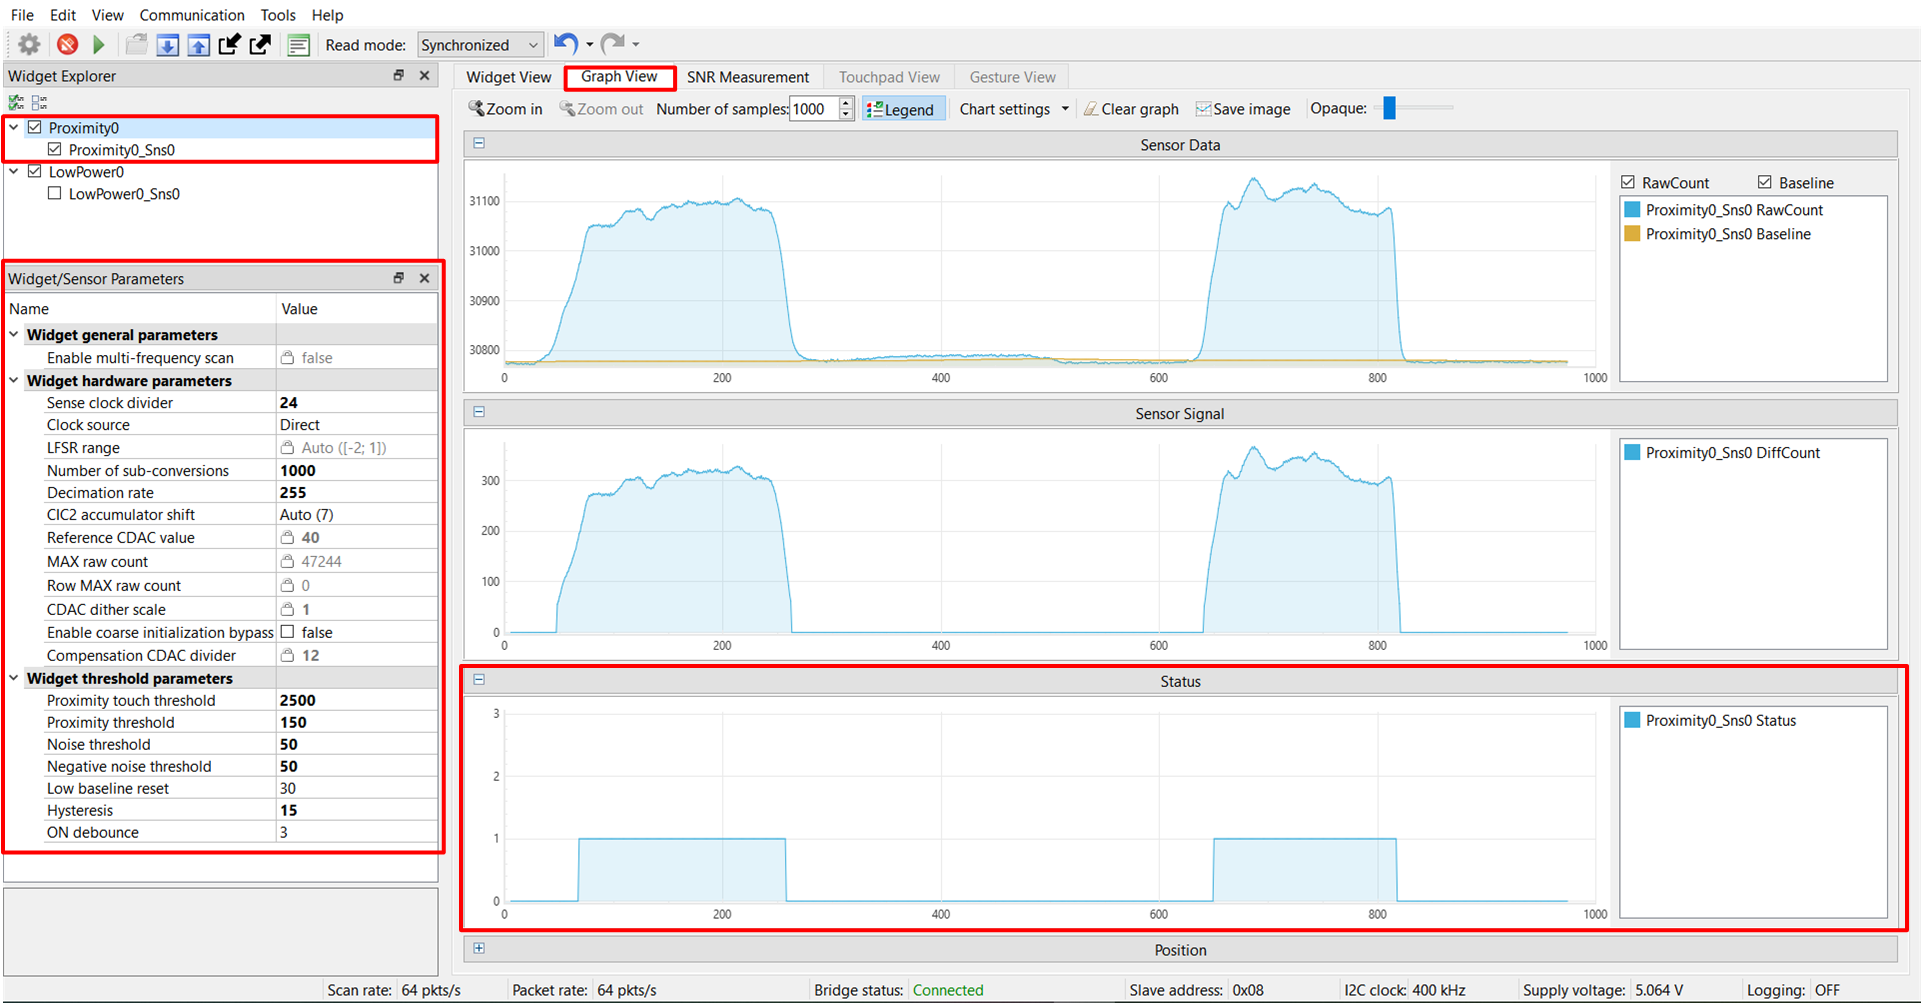 File Edit View Communication Tools Help
Read mode: Synchronized
Widget Explorer
Proximity0
Proximity0_Sns0
LowPower0
LowPower0_Sns0
Widget/Sensor Parameters
Name Value
Widget general parameters
Enable multi-frequency scan false
Widget hardware parameters
Sense clock divider 24
Clock source Direct
LFSR range Auto ([-2; 1])
Number of sub-conversions 1000
Decimation rate 255
CIC2 accumulator shift Auto (7)
Reference CDAC value 40
MAX raw count 47244
Row MAX raw count 0
CDAC dither scale 1
Enable coarse initialization bypass false
Compensation CDAC divider 12
Widget threshold parameters
Proximity touch threshold 2500
Proximity threshold 150
Noise threshold 50
Negative noise threshold 50
Low baseline reset 30
Hysteresis 15
ON debounce 3
Widget View Graph View SNR Measurement Touchpad View Gesture View
Zoom in Zoom out Number of samples: 1000 Legend Chart settings Clear graph Save image Opaque:
Sensor Data
31100
31000
30900
30800
0 200 400 600 800 1000
RawCount Baseline
Proximity0_Sns0 RawCount
Proximity0_Sns0 Baseline
Sensor Signal
300
200
100
0
0 200 400 600 800 1000
Proximity0_Sns0 DiffCount
Status
3
2
1
0
0 200 400 600 800 1000
Proximity0_Sns0 Status
Position
Scan rate: 64 pkts/s Packet rate: 64 pkts/s Bridge status: Connected Slave address: 0x08 I2C clock: 400 kHz Supply voltage: 5.064 V Logging: OFF